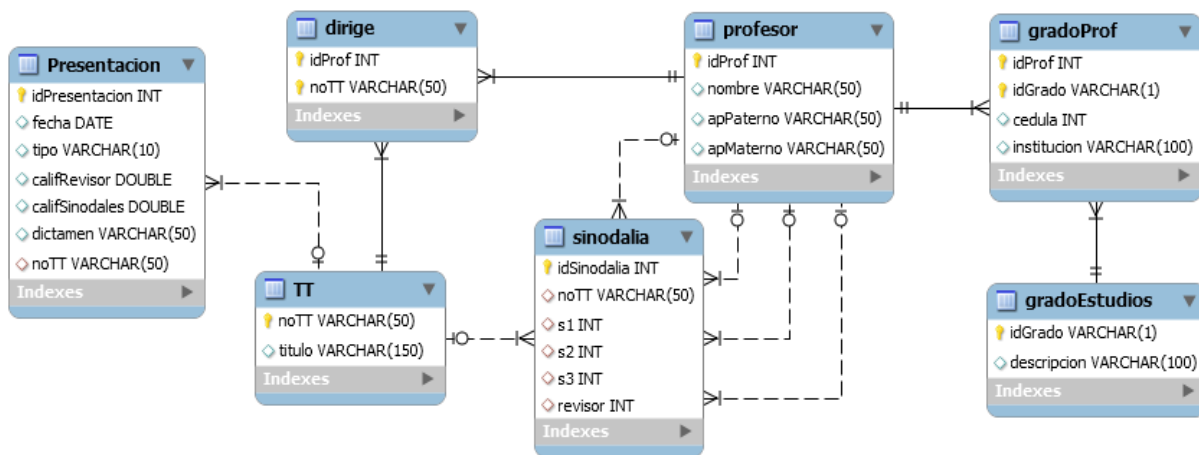 Presentacion
idPresentacion INT
fecha DATE
tipo VARCHAR(10)
califRevisor DOUBLE
califSinodales DOUBLE
dictamen VARCHAR(50)
noTT VARCHAR(50)
Indexes
dirige
idProf INT
noTT VARCHAR(50)
Indexes
TT
noTT VARCHAR(50)
titulo VARCHAR(150)
Indexes
profesor
idProf INT
nombre VARCHAR(50)
apPaterno VARCHAR(50)
apMaterno VARCHAR(50)
Indexes
sinodalia
idSinodalia INT
noTT VARCHAR(50)
s1 INT
s2 INT
s3 INT
revisor INT
Indexes
gradoProf
idProf INT
idGrado VARCHAR(1)
cedula INT
institucion VARCHAR(100)
Indexes
gradoEstudios
idGrado VARCHAR(1)
descripcion VARCHAR(100)
Indexes